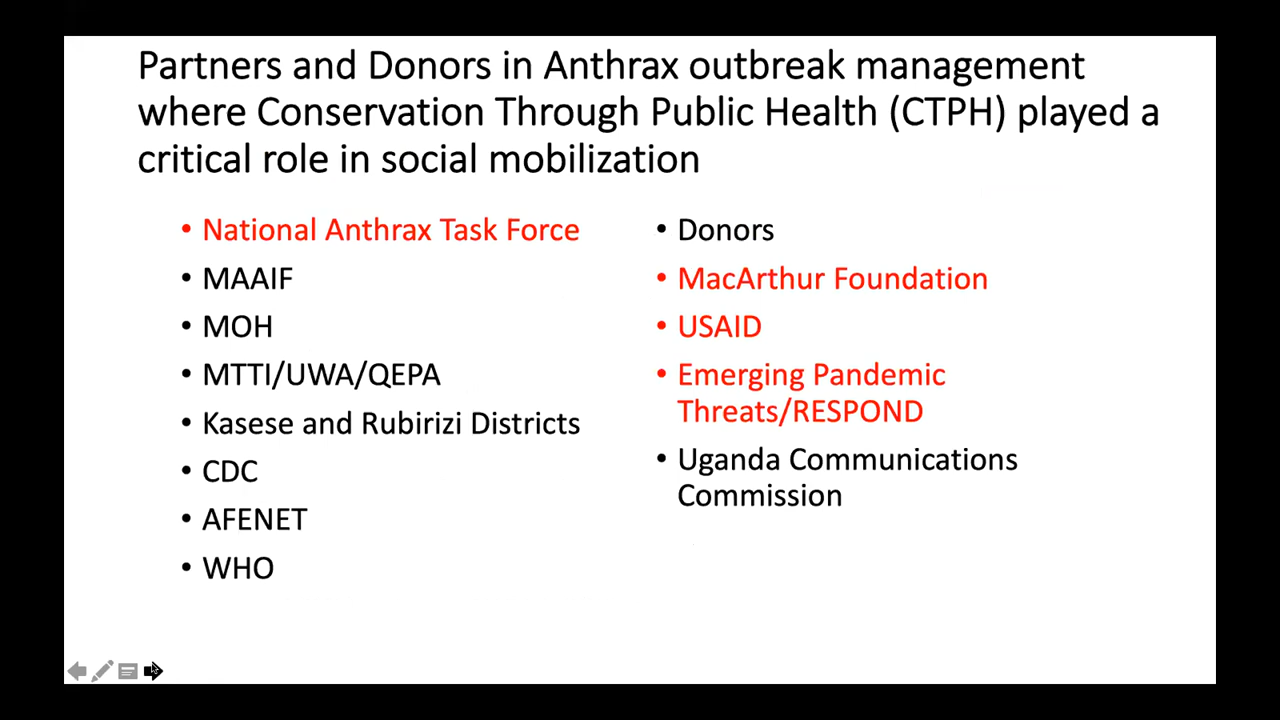 Partners and Donors in Anthrax outbreak management
where Conservation Through Public Health (CTPH) played a
critical role in social mobilization
• National Anthrax Task Force
• MAAIF
• MOH
• MTTI/UWA/QEPA
• Kasese and Rubirizi Districts
• CDC
• AFENET
• WHO
• Donors
• MacArthur Foundation
• USAID
• Emerging Pandemic
Threats/RESPOND
• Uganda Communications
Commission